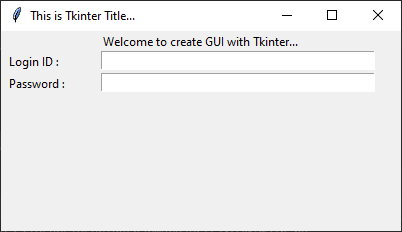 This is Tkinter Title...
Welcome to create GUI with Tkinter...
Login ID :
Password :